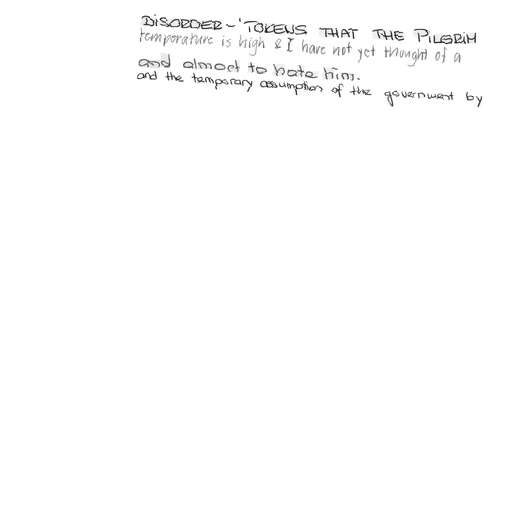 DISORDER - 'TOKENS THAT THE PILGRIM
temperature is high & I have not yet thought of a
and almost to hate him.
and the temporary assumption of the government by